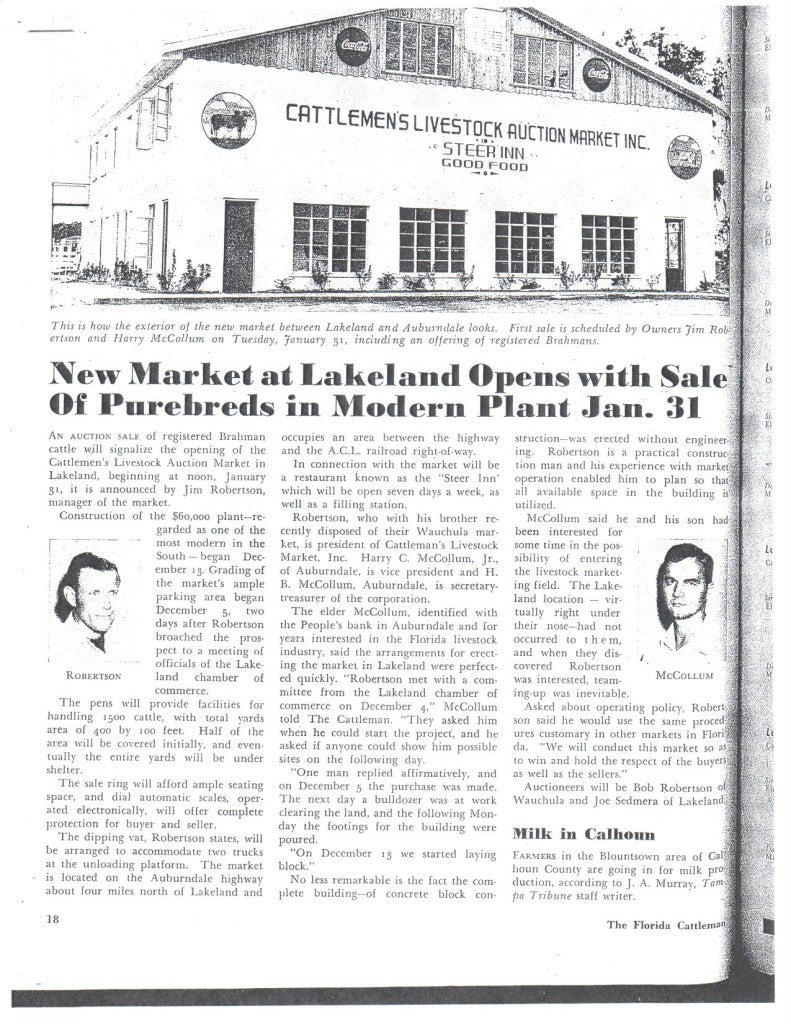 Coca-Cola
Coca-Cola
CATTLEMEN'S LIVESTOCK AUCTION MARKET INC.
STEER INN
GOOD FOOD
This is how the exterior of the new market between Lakeland and Auburndale looks. First sale is scheduled by Owners Jim Rob-
ertson and Harry McCollum on Tuesday, January 31, including an offering of registered Brahmans.
New Market at Lakeland Opens with Sale
Of Purebreds in Modern Plant Jan. 31
AN AUCTION SALE of registered Brahman
cattle will signalize the opening of the
Cattlemen's Livestock Auction Market in
Lakeland, beginning at noon, January
31, it is announced by Jim Robertson,
manager of the market.
Construction of the $60,000 plant—re-
garded as one of the
most modern in the
South — began Dec-
ember 13. Grading of
the market's ample
parking area began
December 5, two
days after Robertson
broached the pros-
pect to a meeting of
officials of the Lake-
land chamber of
commerce.
ROBERTSON
The pens will provide facilities for
handling 1500 cattle, with total yards
area of 400 by 100 feet. Half of the
area will be covered initially, and even-
tually the entire yards will be under
shelter.
The sale ring will afford ample seating
space, and dial automatic scales, oper-
ated electronically, will offer complete
protection for buyer and seller.
The dipping vat, Robertson states, will
be arranged to accommodate two trucks
at the unloading platform. The market
is located on the Auburndale highway
about four miles north of Lakeland and
occupies an area between the highway
and the A.C.L. railroad right-of-way.
In connection with the market will be
a restaurant known as the "Steer Inn'
which will be open seven days a week, as
well as a filling station.
Robertson, who with his brother re-
cently disposed of their Wauchula mar-
ket, is president of Cattleman's Livestock
Market, Inc. Harry C. McCollum, Jr.,
of Auburndale, is vice president and H.
B. McCollum, Auburndale, is secretary-
treasurer of the corporation.
The elder McCollum, identified with
the People's bank in Auburndale and for
years interested in the Florida livestock
industry, said the arrangements for erect-
ing the market in Lakeland were perfect-
ed quickly. "Robertson met with a com-
mittee from the Lakeland chamber of
commerce on December 4," McCollum
told The Cattleman. "They asked him
when he could start the project, and he
asked if anyone could show him possible
sites on the following day.
"One man replied affirmatively, and
on December 5 the purchase was made.
The next day a bulldozer was at work
clearing the land, and the following Mon-
day the footings for the building were
poured.
"On December 13 we started laying
block."
No less remarkable is the fact the com-
plete building—of concrete block con-
struction—was erected without engineer-
ing. Robertson is a practical construc-
tion man and his experience with market
operation enabled him to plan so that
all available space in the building is
utilized.
McCollum said he and his son had
been interested for
some time in the pos-
sibility of entering
the livestock market-
ing field. The Lake-
land location — vir-
tually right under
their nose—had not
occurred to them,
and when they dis-
covered Robertson
was interested, team-
ing-up was inevitable.
MCCOLLUM
Asked about operating policy, Robert-
son said he would use the same proced-
ures customary in other markets in Flori-
da. "We will conduct this market so as
to win and hold the respect of the buyers
as well as the sellers."
Auctioneers will be Bob Robertson of
Wauchula and Joe Sedmera of Lakeland.
Milk in Calhoun
FARMERS in the Blountsown area of Cal-
houn County are going in for milk pro-
duction, according to J. A. Murray, Tam-
pa Tribune staff writer.
18
The Florida Cattleman